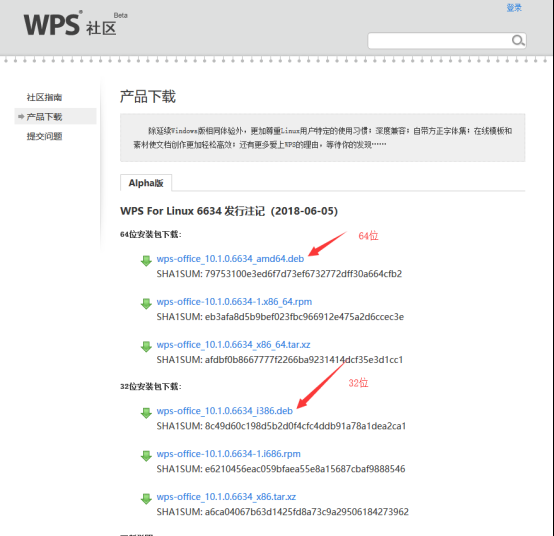 WPS®社区Beta
登录
社区指南
产品下载
提交问题
产品下载
除延续Windows版相同体验外，更加尊重Linux用户特定的使用习惯；深度兼容；自带方正字体集；在线模板和
素材使文档创作更加轻松高效；还有更多爱上WPS的理由，等待你的发现……
Alpha版
WPS For Linux 6634 发行注记（2018-06-05）
64位安装包下载：
64位
wps-office_10.1.0.6634_amd64.deb
SHA1SUM: 79753100e3ed6f7d73ef6732772dff30a664cfb2
wps-office-10.1.0.6634-1.x86_64.rpm
SHA1SUM: eb3afa8d5b9bef023fbc966912e475a2d6ccec3e
wps-office_10.1.0.6634_x86_64.tar.xz
SHA1SUM: afdbf0b8667777f2266ba9231414dcf35e3d1cc1
32位安装包下载：
32位
wps-office_10.1.0.6634_i386.deb
SHA1SUM: 8c49d60c198d5b2d0f4cfc4ddb91a78a1dea2ca1
wps-office-10.1.0.6634-1.i686.rpm
SHA1SUM: e6210456eac059bfaea55e8a15687cbaf9888546
wps-office_10.1.0.6634_x86.tar.xz
SHA1SUM: a6ca04067b63d1425fd8a73c9a29506184273962